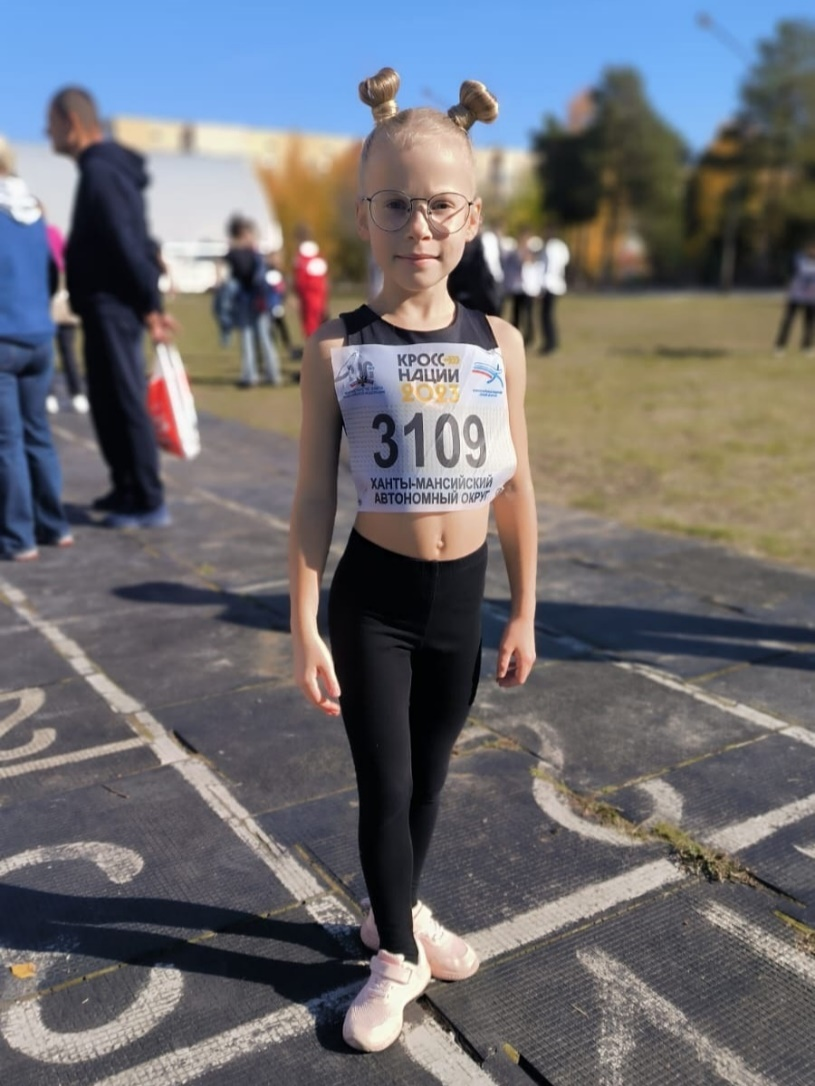 КРОСС
НАЦИИ
2023
3109
ХАНТЫ-МАНСИЙСКИЙ
АВТОНОМНЫЙ ОКРУГ